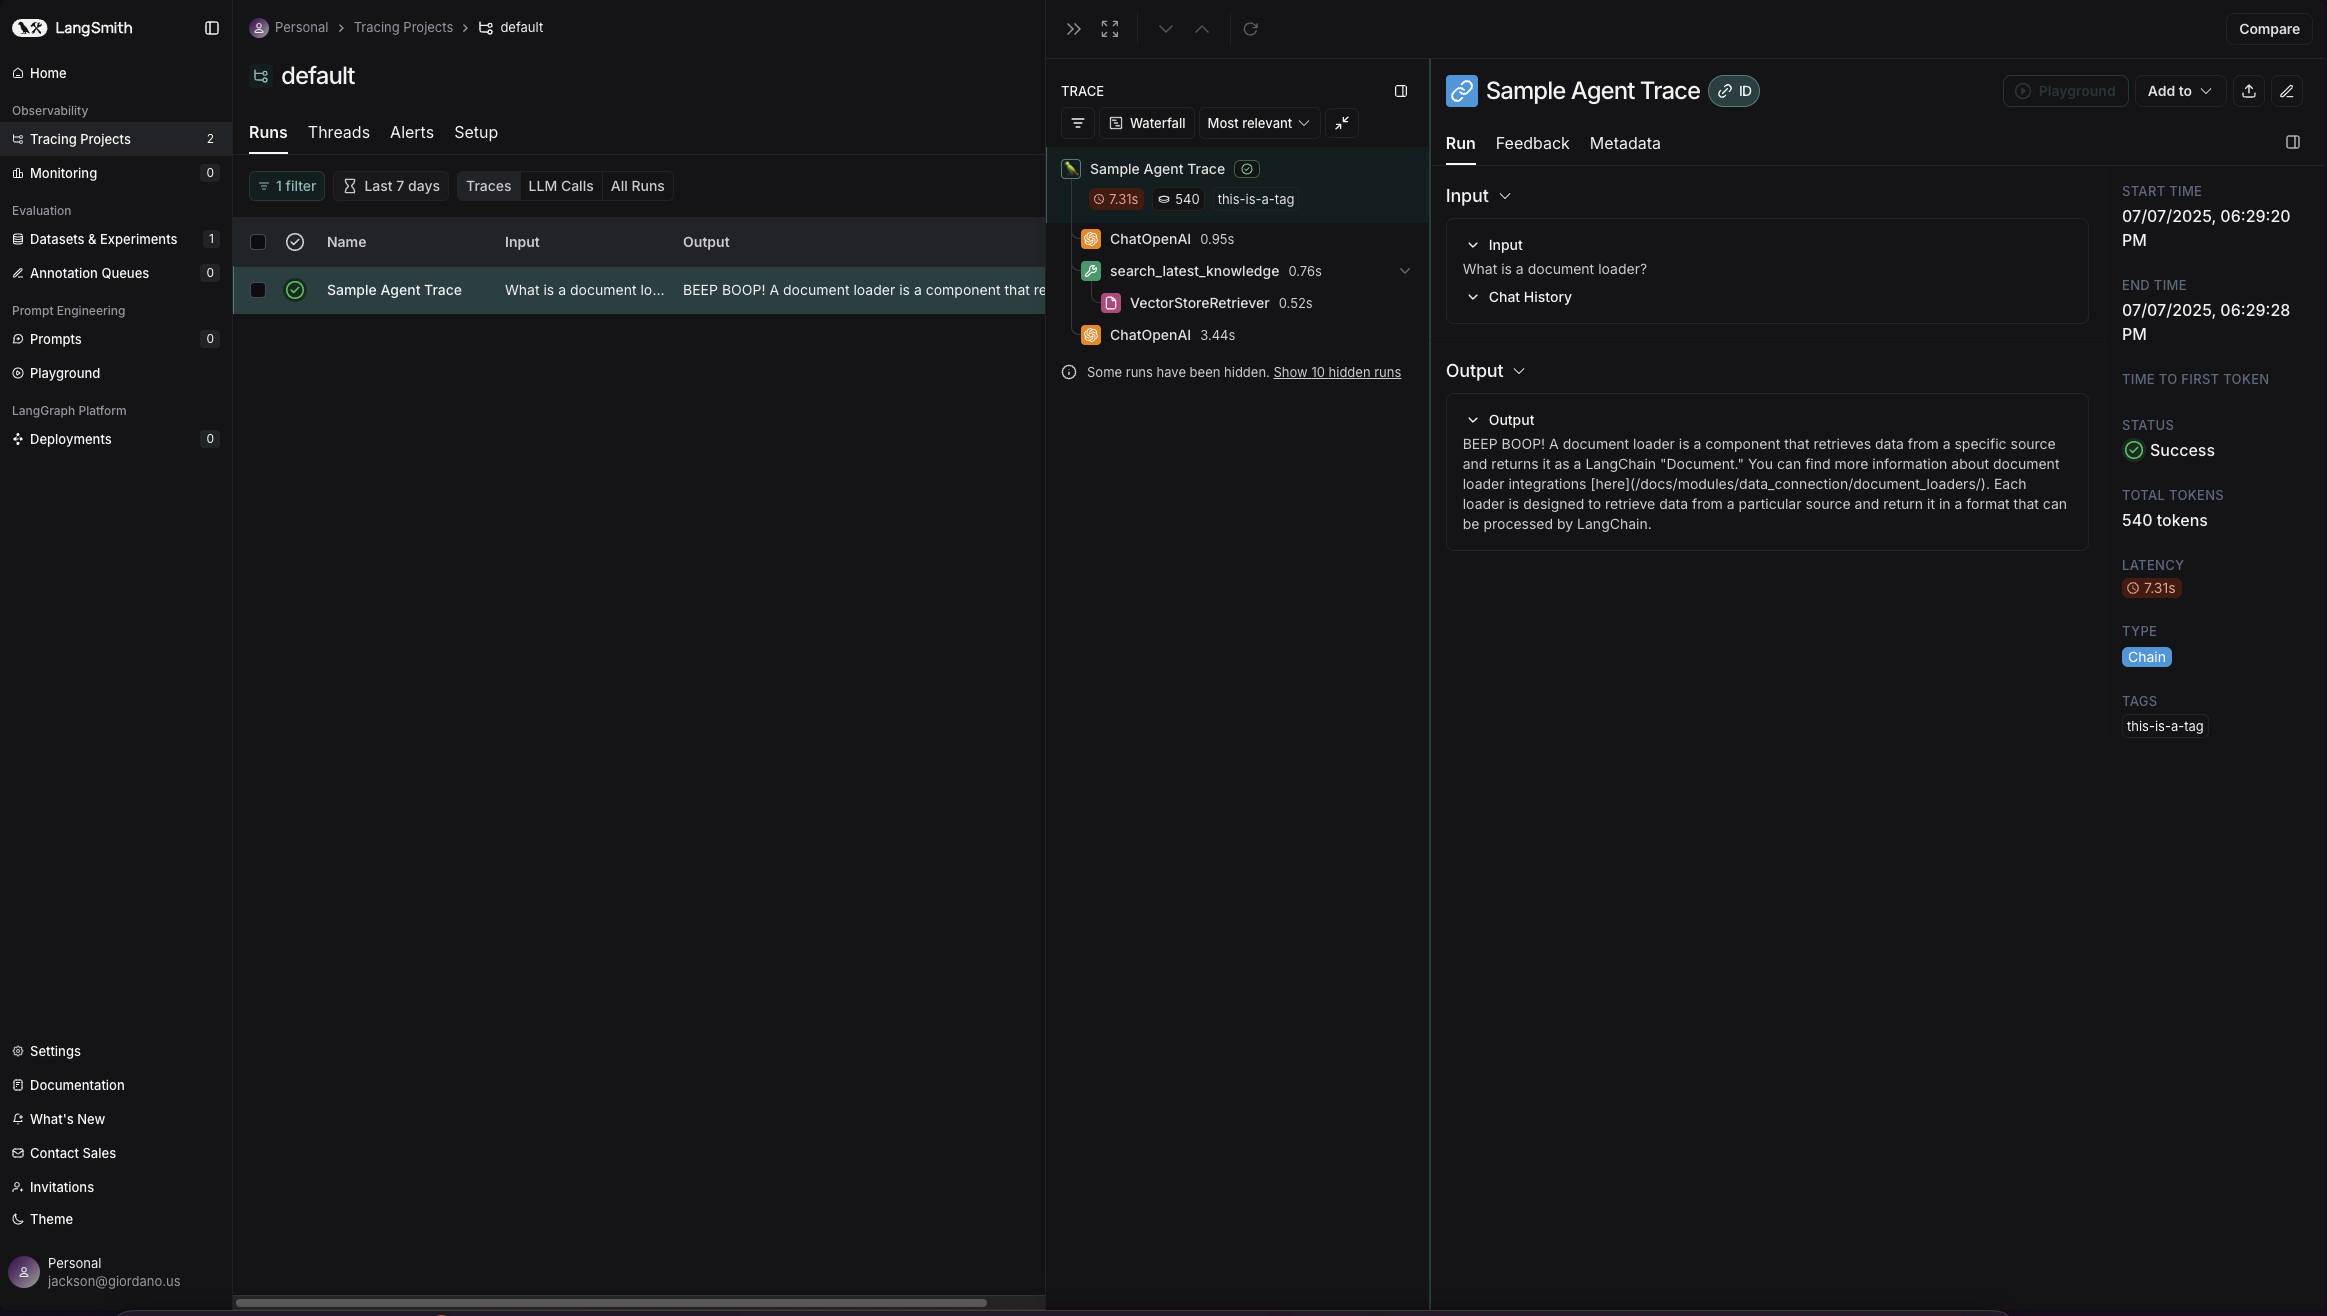 LangSmith
Home
Observability
Tracing Projects 2
Monitoring 0
Evaluation
Datasets & Experiments 1
Annotation Queues 0
Prompt Engineering
Prompts 0
Playground
LangGraph Platform
Deployments 0
Settings
Documentation
What's New
Contact Sales
Invitations
Theme
Personal
jackson@giordano.us
Personal > Tracing Projects > default
default
Runs Threads Alerts Setup
1 filter Last 7 days Traces LLM Calls All Runs
Name Input Output
Sample Agent Trace What is a document lo... BEEP BOOP! A document loader is a component that re
Compare
TRACE
Waterfall Most relevant
Sample Agent Trace
7.31s 540 this-is-a-tag
ChatOpenAI 0.95s
search_latest_knowledge 0.76s
VectorStoreRetriever 0.52s
ChatOpenAI 3.44s
Some runs have been hidden. Show 10 hidden runs
Sample Agent Trace ID
Playground Add to
Run Feedback Metadata
Input
Input
What is a document loader?
Chat History
Output
Output
BEEP BOOP! A document loader is a component that retrieves data from a specific source
and returns it as a LangChain "Document." You can find more information about document
loader integrations [here](/docs/modules/data_connection/document_loaders/). Each
loader is designed to retrieve data from a particular source and return it in a format that can
be processed by LangChain.
START TIME
07/07/2025, 06:29:20
PM
END TIME
07/07/2025, 06:29:28
PM
TIME TO FIRST TOKEN
STATUS
Success
TOTAL TOKENS
540 tokens
LATENCY
7.31s
TYPE
Chain
TAGS
this-is-a-tag